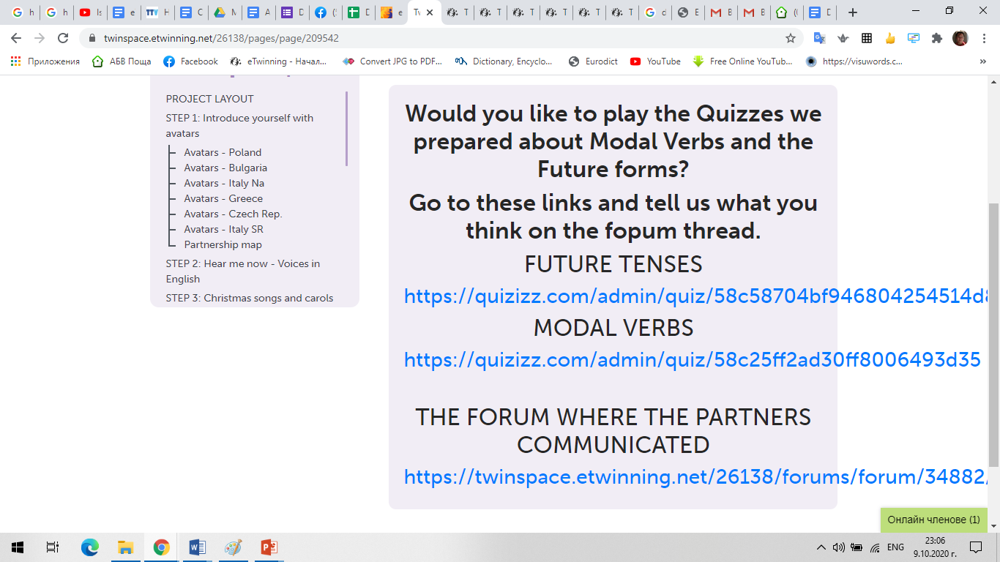 h
h
Is
e
H
C
M
A
D
(
D
e
Tw
T
T
T
T
T
T
d
E
B
E
(
D
twinspace.etwinning.net/26138/pages/page/209542
Приложения
АБВ Поща
Facebook
eTwinning - Начал...
Convert JPG to PDF...
Dictionary, Encyclo...
Eurodict
YouTube
Free Online YouTub...
https://visuwords.c...
»
PROJECT LAYOUT
STEP 1: Introduce yourself with
avatars
Avatars - Poland
Avatars - Bulgaria
Avatars - Italy Na
Avatars - Greece
Avatars - Czech Rep.
Avatars - Italy SR
Partnership map
STEP 2: Hear me now - Voices in
English
STEP 3: Christmas songs and carols
Would you like to play the Quizzes we
prepared about Modal Verbs and the
Future forms?
Go to these links and tell us what you
think on the fopum thread.
FUTURE TENSES
https://quizizz.com/admin/quiz/58c58704bf946804254514d8
MODAL VERBS
https://quizizz.com/admin/quiz/58c25ff2ad30ff8006493d35
THE FORUM WHERE THE PARTNERS
COMMUNICATED
https://twinspace.etwinning.net/26138/forums/forum/34882/
Онлайн членове (1)
ENG
23:06
9.10.2020 г.